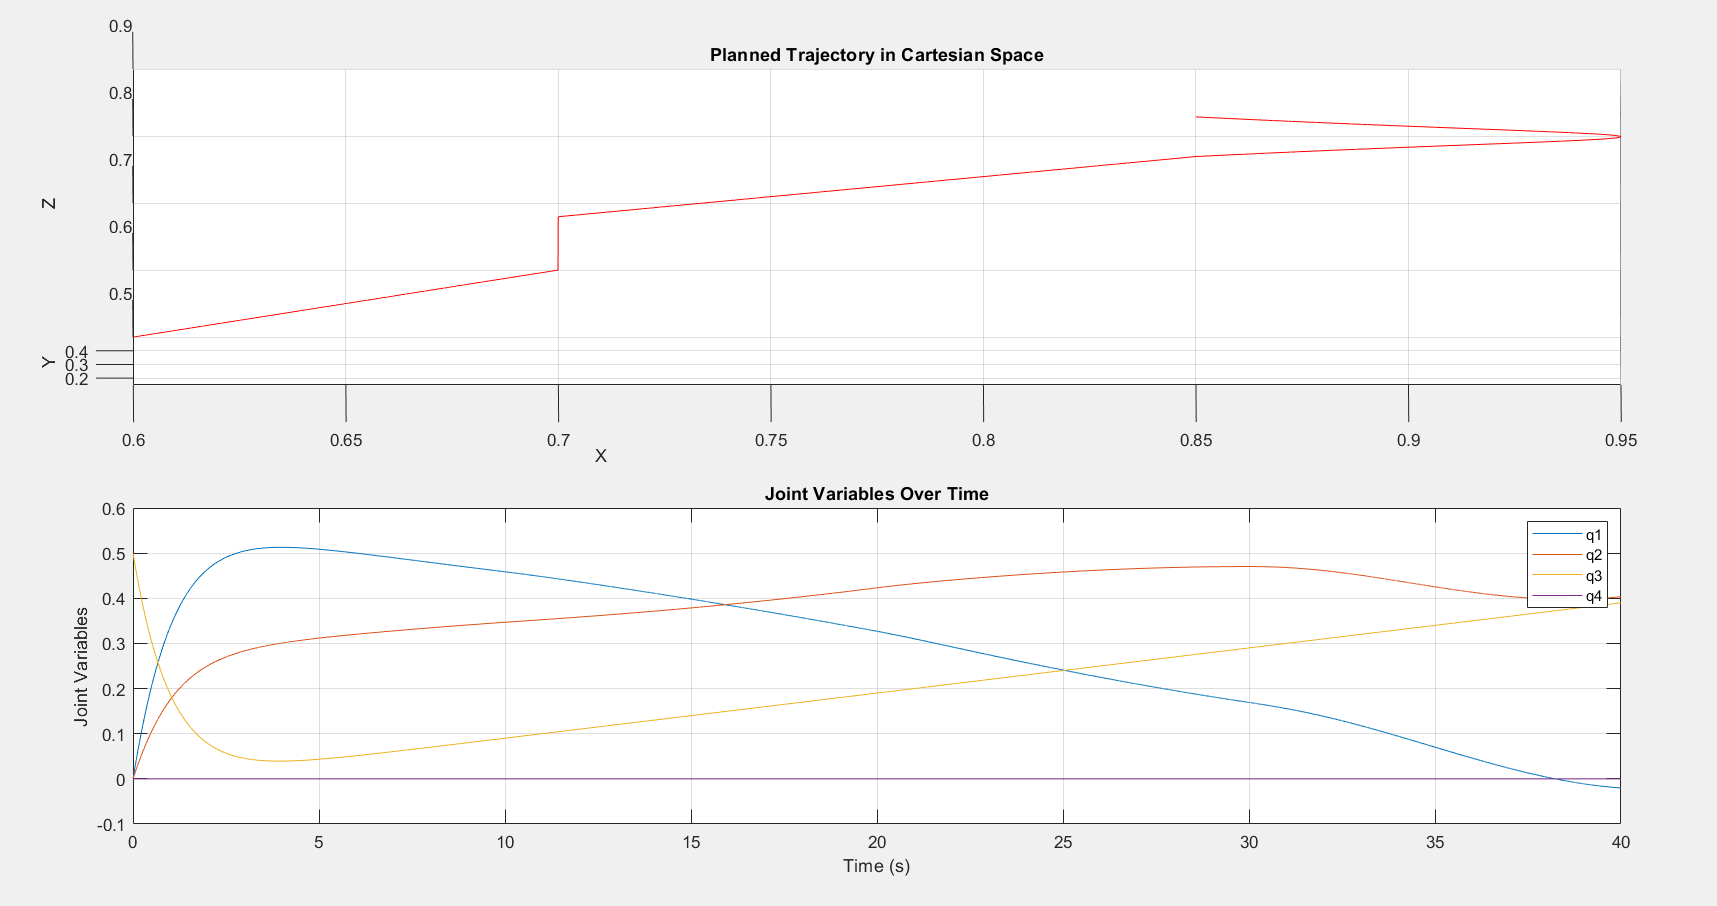 Planned Trajectory in Cartesian Space
0.9
0.8
0.7
0.6
0.5
Z
Y
0.4
0.3
0.2
0.6 0.65 0.7 0.75 0.8 0.85 0.9 0.95
X
Joint Variables Over Time
0.6
0.5
0.4
0.3
0.2
0.1
0
-0.1
Joint Variables
q1
q2
q3
q4
0 5 10 15 20 25 30 35 40
Time (s)